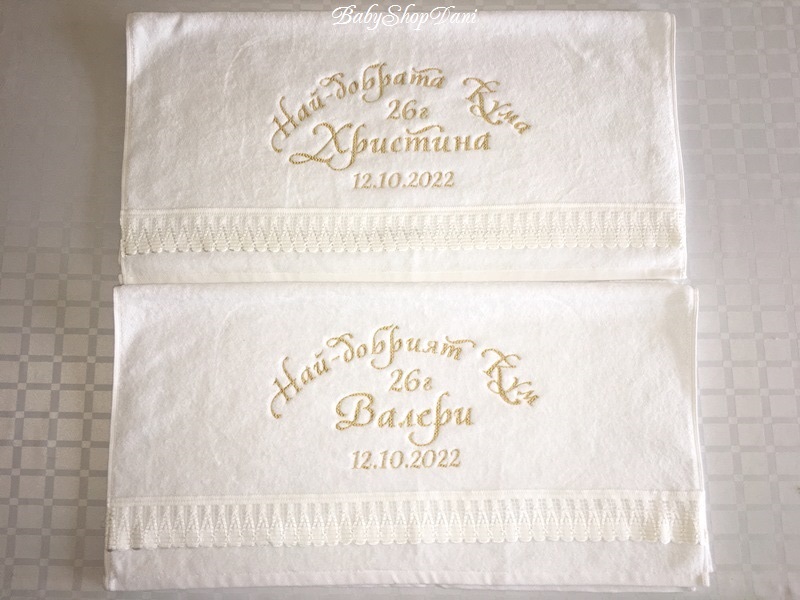 BabyShopDani
Най-добрата Кума
26г
Христина
12.10.2022
Най-добрият Кум
26г
Валери
12.10.2022